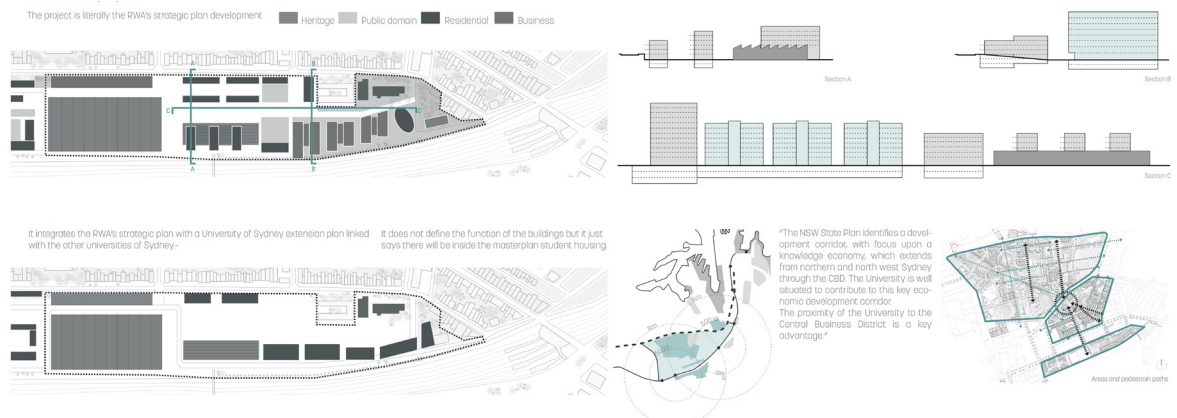 The project is literally the RWA's strategic plan development
Heritage
Public domain
Residential
Business
A
B
C
A
B
Section A
Section B
Section C
It integrates the RWA's strategic plan with a University of Sydney extension plan linked
with the other universities of Sydney.-
It does not define the function of the buildings but it just
says there will be inside the masterplan student housing.
"The NSW State Plan identifies a devel-
opment corridor, with focus upon a
knowledge economy, which extends
from northern and north west Sydney
through the CBD. The University is well
situated to contribute to this key eco-
nomic development corridor.
The proximity of the University to the
Central Business District is a key
advantage."
Areas and pedestrain paths